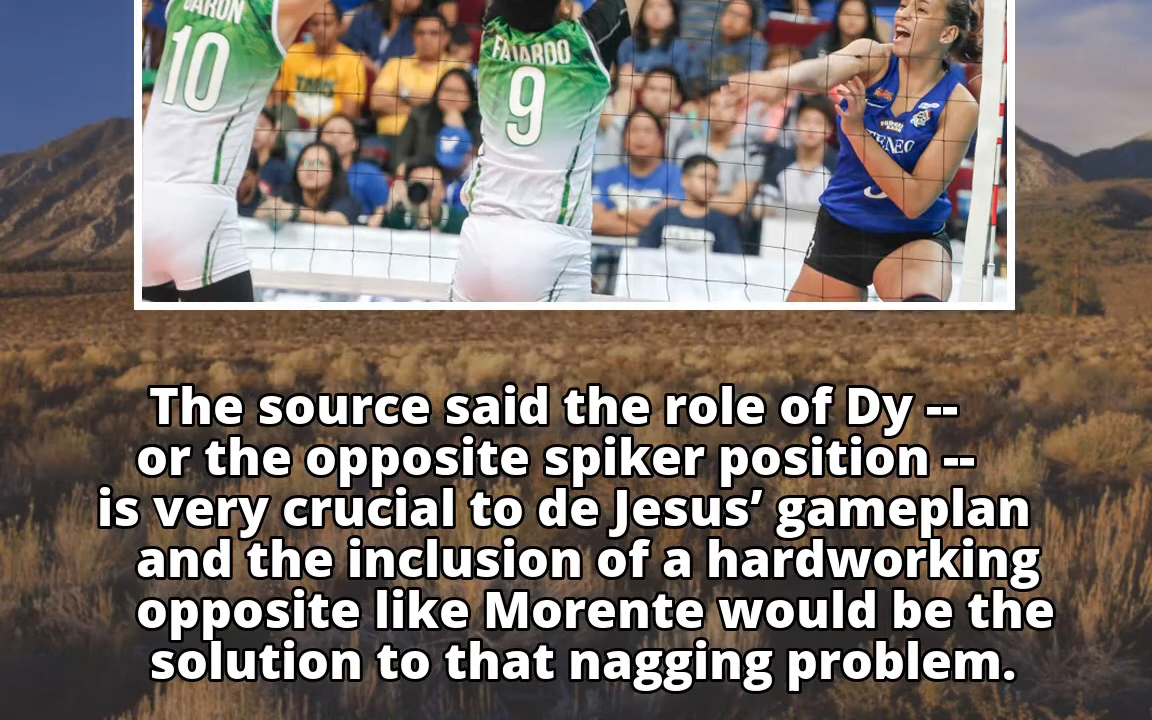 BARON
10
FAJARDO
9
ATENEO
The source said the role of Dy --
or the opposite spiker position --
is very crucial to de Jesus’ gameplan
and the inclusion of a hardworking
opposite like Morente would be the
solution to that nagging problem.